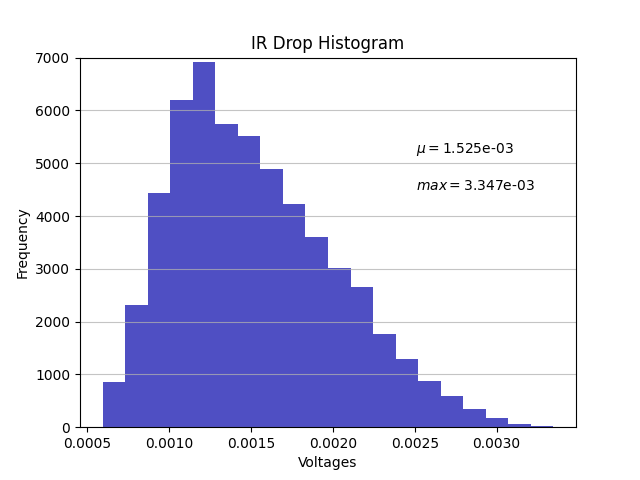 IR Drop Histogram
7000
6000
5000
4000
3000
2000
1000
0
Frequency
μ = 1.525e-03
max = 3.347e-03
0.0005 0.0010 0.0015 0.0020 0.0025 0.0030
Voltages